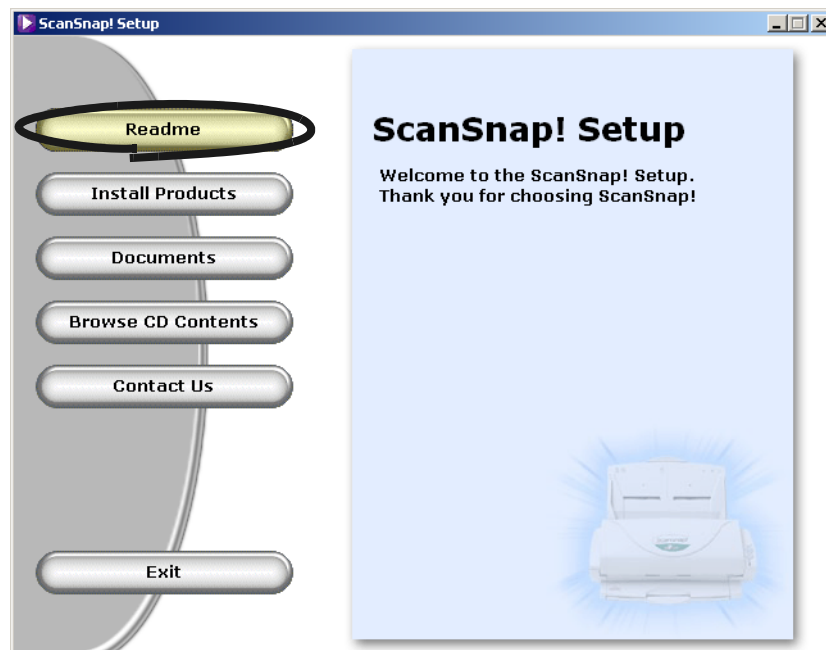 ScanSnap! Setup
Readme
Install Products
Documents
Browse CD Contents
Contact Us
Exit
ScanSnap! Setup
Welcome to the ScanSnap! Setup.
Thank you for choosing ScanSnap!